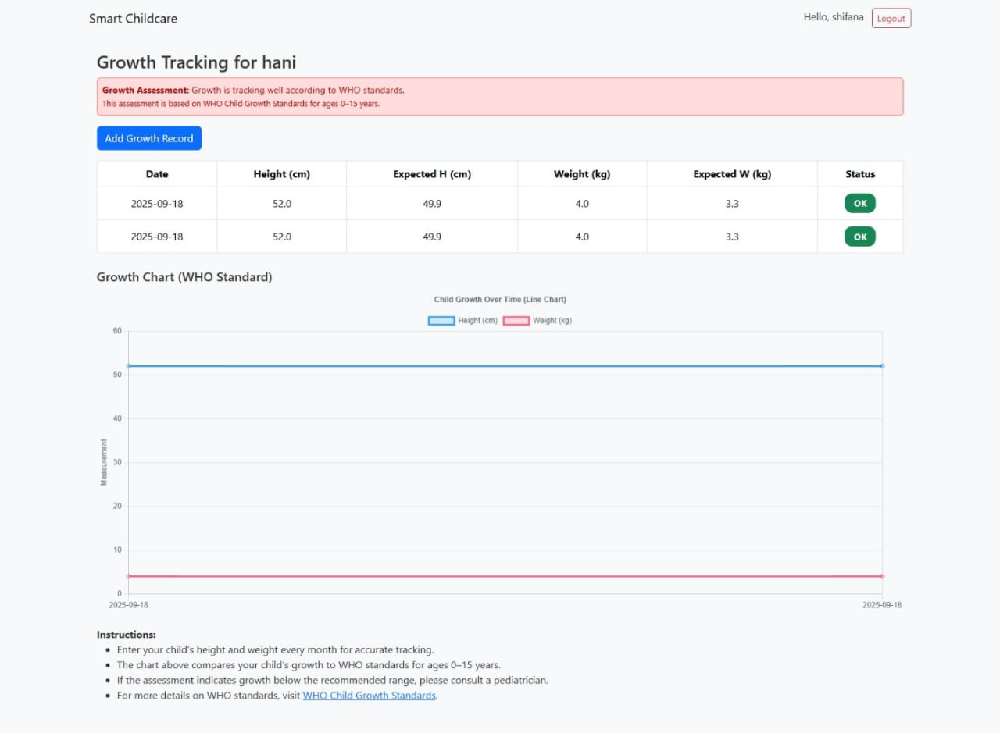 Smart Childcare
Hello, shifana
Logout
Growth Tracking for hani
Growth Assessment: Growth is tracking well according to WHO standards.
This assessment is based on WHO Child Growth Standards for ages 0–15 years.
Add Growth Record
Date Height (cm) Expected H (cm) Weight (kg) Expected W (kg) Status
2025-09-18 52.0 49.9 4.0 3.3 OK
2025-09-18 52.0 49.9 4.0 3.3 OK
Growth Chart (WHO Standard)
Child Growth Over Time (Line Chart)
Height (cm) Weight (kg)
60
50
40
30
20
10
0
Measurement
2025-09-18 2025-09-18
Instructions:
• Enter your child's height and weight every month for accurate tracking.
• The chart above compares your child's growth to WHO standards for ages 0–15 years.
• If the assessment indicates growth below the recommended range, please consult a pediatrician.
• For more details on WHO standards, visit WHO Child Growth Standards.